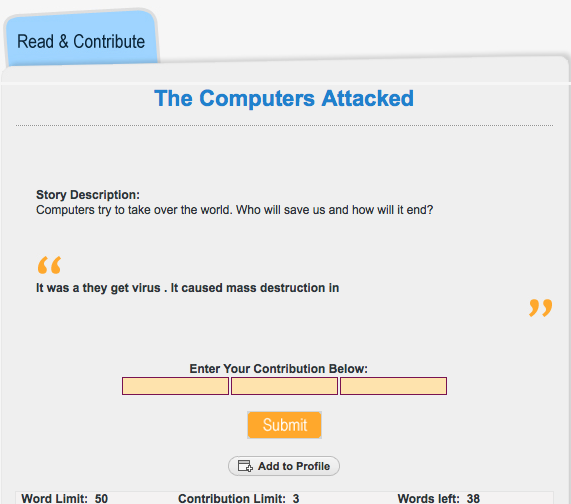 Read & Contribute
The Computers Attacked
Story Description:
Computers try to take over the world. Who will save us and how will it end?
“
It was a they get virus . It caused mass destruction in
”
Enter Your Contribution Below:
Submit
Add to Profile
Word Limit: 50 Contribution Limit: 3 Words left: 38